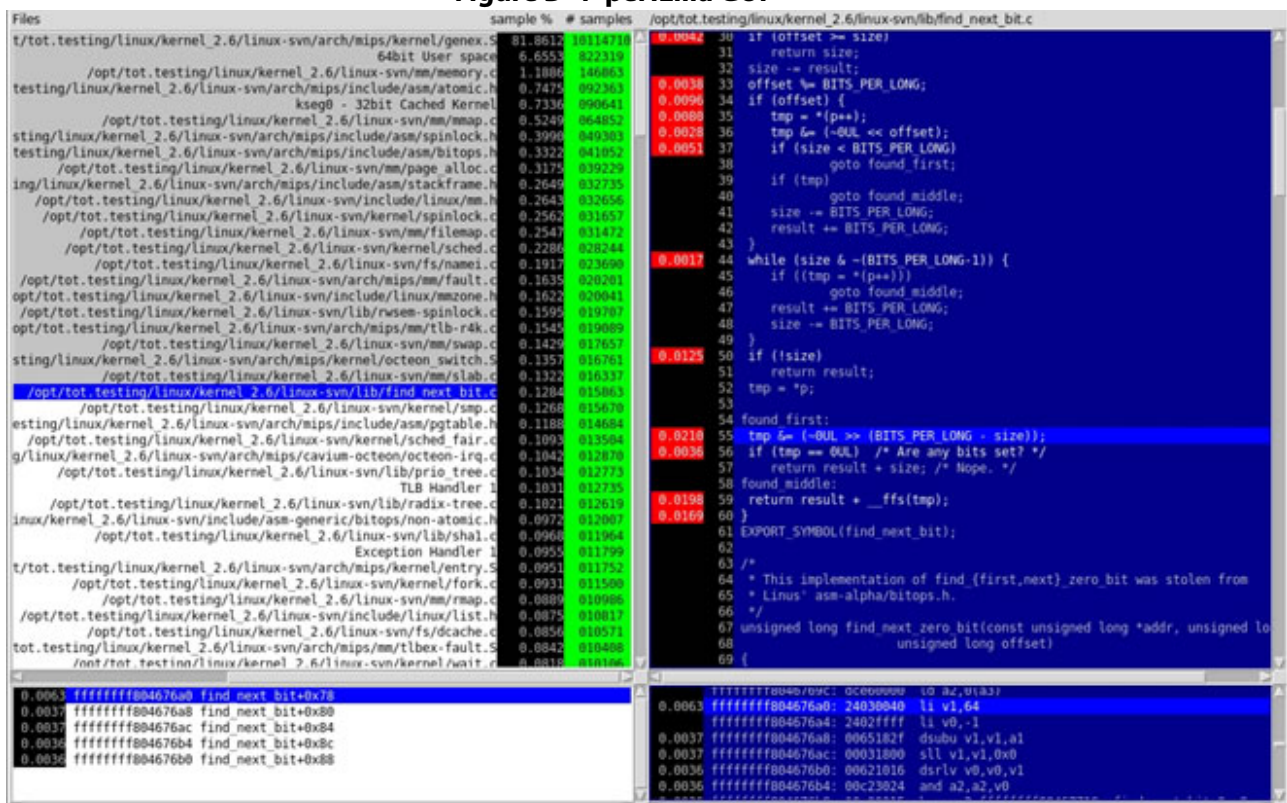 Files sample % # samples
t/tot.testing/linux/kernel_2.6/linux-svn/arch/mips/kernel/genex.S 81.8612 10114710
64bit User space 6.6553 822319
/opt/tot.testing/linux/kernel_2.6/linux-svn/mm/memory.c 1.1886 146863
testing/linux/kernel_2.6/linux-svn/arch/mips/include/asm/atomic.h 0.7475 092363
kseg0 - 32bit Cached Kernel 0.7336 090641
/opt/tot.testing/linux/kernel_2.6/linux-svn/mm/mmap.c 0.5249 064852
sting/linux/kernel_2.6/linux-svn/arch/mips/include/asm/spinlock.h 0.3990 049303
testing/linux/kernel_2.6/linux-svn/arch/mips/include/asm/bitops.h 0.3322 041052
/opt/tot.testing/linux/kernel_2.6/linux-svn/mm/page_alloc.c 0.3175 039229
ing/linux/kernel_2.6/linux-svn/arch/mips/include/asm/stackframe.h 0.2649 032735
/opt/tot.testing/linux/kernel_2.6/linux-svn/include/linux/mm.h 0.2643 032656
/opt/tot.testing/linux/kernel_2.6/linux-svn/kernel/spinlock.c 0.2562 031657
/opt/tot.testing/linux/kernel_2.6/linux-svn/mm/filemap.c 0.2547 031472
/opt/tot.testing/linux/kernel_2.6/linux-svn/kernel/sched.c 0.2286 028244
/opt/tot.testing/linux/kernel_2.6/linux-svn/fs/namei.c 0.1917 023690
/opt/tot.testing/linux/kernel_2.6/linux-svn/arch/mips/mm/fault.c 0.1635 020201
opt/tot.testing/linux/kernel_2.6/linux-svn/include/linux/mmzone.h 0.1622 020041
/opt/tot.testing/linux/kernel_2.6/linux-svn/lib/rwsem-spinlock.c 0.1595 019707
opt/tot.testing/linux/kernel_2.6/linux-svn/arch/mips/mm/tlb-r4k.c 0.1545 019089
/opt/tot.testing/linux/kernel_2.6/linux-svn/mm/swap.c 0.1429 017657
sting/linux/kernel_2.6/linux-svn/arch/mips/kernel/octeon_switch.S 0.1357 016761
/opt/tot.testing/linux/kernel_2.6/linux-svn/mm/slab.c 0.1322 016337
/opt/tot.testing/linux/kernel_2.6/linux-svn/lib/find_next_bit.c 0.1284 015863
/opt/tot.testing/linux/kernel_2.6/linux-svn/kernel/smp.c 0.1268 015670
esting/linux/kernel_2.6/linux-svn/arch/mips/include/asm/pgtable.h 0.1188 014684
/opt/tot.testing/linux/kernel_2.6/linux-svn/kernel/sched_fair.c 0.1093 013504
g/linux/kernel_2.6/linux-svn/arch/mips/cavium-octeon/octeon-irq.c 0.1042 012870
/opt/tot.testing/linux/kernel_2.6/linux-svn/lib/prio_tree.c 0.1034 012773
TLB Handler 1 0.1031 012735
/opt/tot.testing/linux/kernel_2.6/linux-svn/lib/radix-tree.c 0.1021 012619
inux/kernel_2.6/linux-svn/include/asm-generic/bitops/non-atomic.h 0.0972 012007
/opt/tot.testing/linux/kernel_2.6/linux-svn/lib/sha1.c 0.0968 011964
Exception Handler 1 0.0955 011799
t/tot.testing/linux/kernel_2.6/linux-svn/arch/mips/kernel/entry.S 0.0951 011752
/opt/tot.testing/linux/kernel_2.6/linux-svn/kernel/fork.c 0.0931 011500
/opt/tot.testing/linux/kernel_2.6/linux-svn/mm/rmap.c 0.0889 010986
/opt/tot.testing/linux/kernel_2.6/linux-svn/include/linux/list.h 0.0875 010817
/opt/tot.testing/linux/kernel_2.6/linux-svn/fs/dcache.c 0.0856 010571
tot.testing/linux/kernel_2.6/linux-svn/arch/mips/mm/tlbex-fault.S 0.0842 010408
/opt/tot.testing/linux/kernel_2.6/linux-svn/kernel/wait.c 0.0818 010106
/opt/tot.testing/linux/kernel_2.6/linux-svn/lib/find_next_bit.c
0.0042 30 if (offset >= size)
31 return size;
32 size -= result;
0.0038 33 offset %= BITS_PER_LONG;
0.0096 34 if (offset) {
0.0080 35 tmp = *(p++);
0.0028 36 tmp &= (~0UL << offset);
0.0051 37 if (size < BITS_PER_LONG)
38 goto found_first;
39 if (tmp)
40 goto found_middle;
41 size -= BITS_PER_LONG;
42 result += BITS_PER_LONG;
43 }
0.0017 44 while (size & ~(BITS_PER_LONG-1)) {
45 if ((tmp = *(p++)))
46 goto found_middle;
47 result += BITS_PER_LONG;
48 size -= BITS_PER_LONG;
49 }
0.0125 50 if (!size)
51 return result;
52 tmp = *p;
53
54 found_first:
0.0210 55 tmp &= (~0UL >> (BITS_PER_LONG - size));
0.0036 56 if (tmp == 0UL) /* Are any bits set? */
57 return result + size; /* Nope. */
58 found_middle:
0.0198 59 return result + __ffs(tmp);
0.0169 60 }
61 EXPORT_SYMBOL(find_next_bit);
62
63 /*
64 * This implementation of find_{first,next}_zero_bit was stolen from
65 * Linus' asm-alpha/bitops.h.
66 */
67 unsigned long find_next_zero_bit(const unsigned long *addr, unsigned lo
68 unsigned long offset)
69 {
0.0063 ffffffff804676a0 find_next_bit+0x78
0.0037 ffffffff804676a8 find_next_bit+0x80
0.0037 ffffffff804676ac find_next_bit+0x84
0.0036 ffffffff804676b4 find_next_bit+0x8c
0.0036 ffffffff804676b0 find_next_bit+0x88
ffffffff8046769c: dce60000 ld a2,0(a3)
0.0063 ffffffff804676a0: 24030040 li v1,64
ffffffff804676a4: 2402ffff li v0,-1
0.0037 ffffffff804676a8: 0065182f dsubu v1,v1,a1
0.0037 ffffffff804676ac: 00031800 sll v1,v1,0x0
0.0036 ffffffff804676b0: 00621016 dsrlv v0,v0,v1
0.0036 ffffffff804676b4: 00c23024 and a2,a2,v0